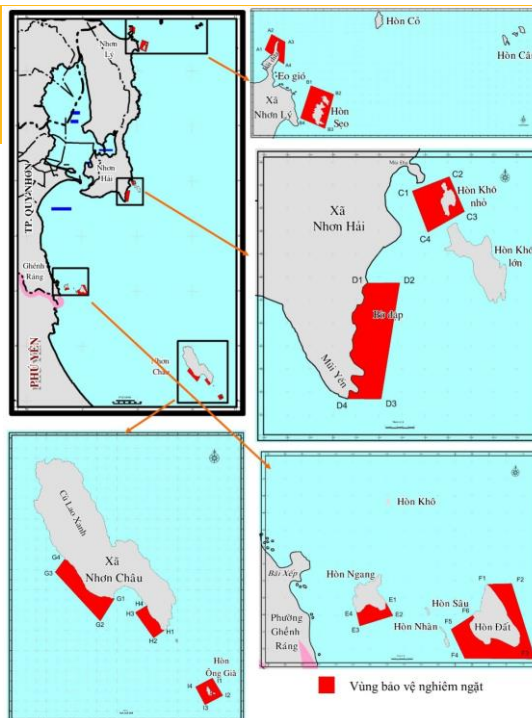 Nhơn
Lý
Nhơn
Hải
TP. QUY NHƠN
Ghềnh
Ráng
PHÚ YÊN
Nhơn
Châu
Hòn Cỏ
Hòn Cân
A2
A3
A1
A4
Eo gió
Xã
Nhơn Lý
B1
B2
Hòn
Sẹo
B3
B4
C1
C2
Hòn Khô
nhỏ
C3
C4
Xã
Nhơn Hải
Hòn Khô
lớn
D1
D2
Bờ đập
Mũi Yến
D4
D3
Cù Lao Xanh
Xã
Nhơn Châu
G4
G3
G1
G2
H4
H3
H1
H2
Hòn
Ông Già
I4
I1
I2
I3
Hòn Khô
Bãi Xếp
Hòn Ngang
E1
E4
E2
E3
Phường
Ghềnh
Ráng
Hòn Sâu
Hòn Nhàn
F1
F2
F6
F5
Hòn Đất
F4
F3
Vùng bảo vệ nghiêm ngặt